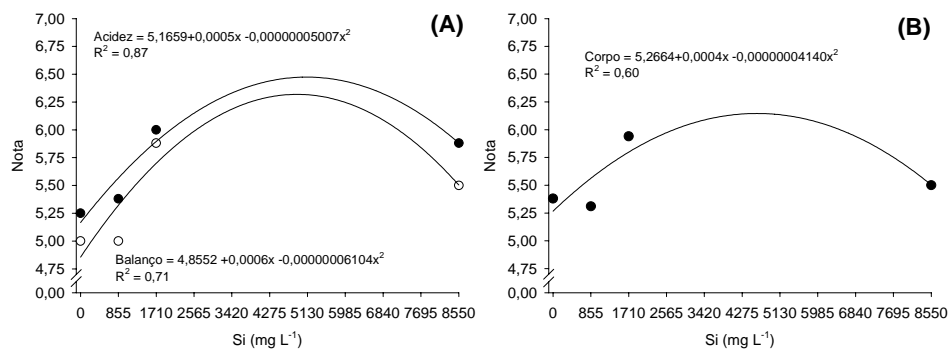 (A)
Acidez = 5,1659+0,0005x -0,00000005007x²
R² = 0,87
Nota
7,00
6,75
6,50
6,25
6,00
5,75
5,50
5,25
5,00
4,75
0,00
Balanço = 4,8552 +0,0006x -0,00000006104x²
R² = 0,71
0 855 1710 2565 3420 4275 5130 5985 6840 7695 8550
Si (mg L⁻¹)
(B)
Corpo = 5,2664+0,0004x -0,00000004140x²
R² = 0,60
Nota
7,00
6,75
6,50
6,25
6,00
5,75
5,50
5,25
5,00
4,75
0,00
0 855 1710 2565 3420 4275 5130 5985 6840 7695 8550
Si (mg L⁻¹)